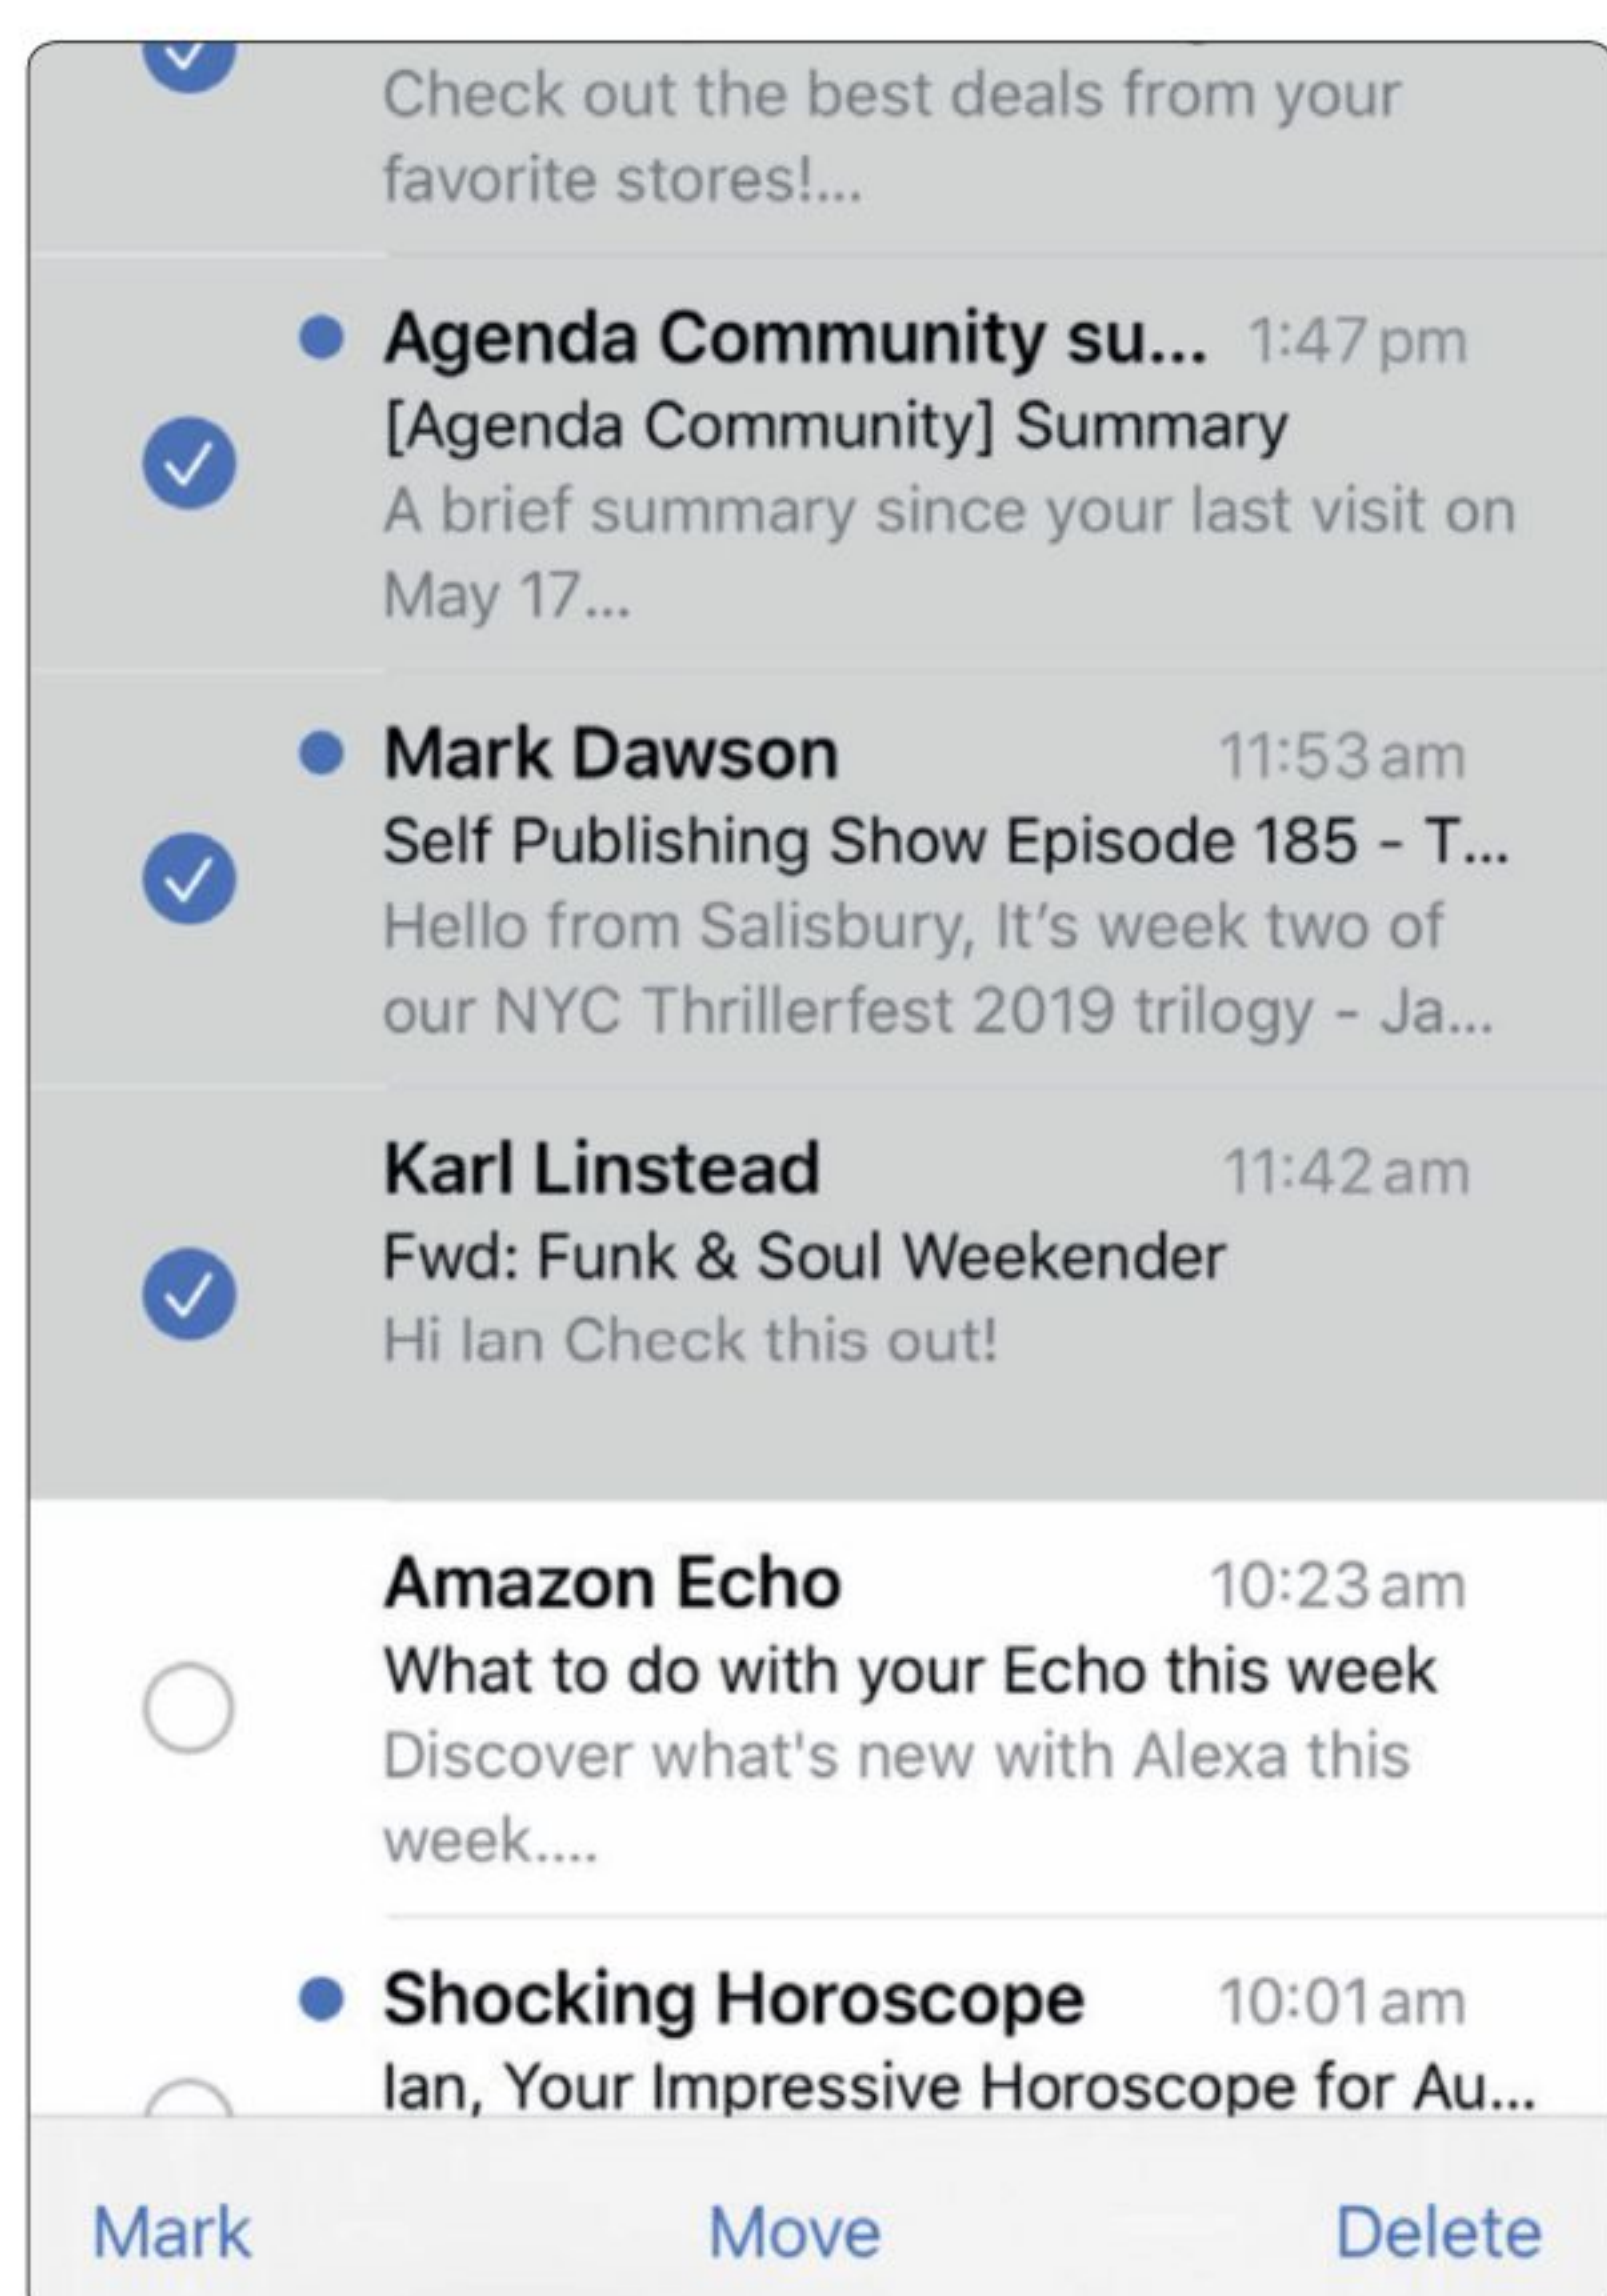 Check out the best deals from your
favorite stores!...
Agenda Community su... 1:47 pm
[Agenda Community] Summary
A brief summary since your last visit on
May 17...
Mark Dawson 11:53 am
Self Publishing Show Episode 185 - T...
Hello from Salisbury, It’s week two of
our NYC Thrillerfest 2019 trilogy - Ja...
Karl Linstead 11:42 am
Fwd: Funk & Soul Weekender
Hi Ian Check this out!
Amazon Echo 10:23 am
What to do with your Echo this week
Discover what's new with Alexa this
week....
Shocking Horoscope 10:01 am
Ian, Your Impressive Horoscope for Au...
Mark Move Delete